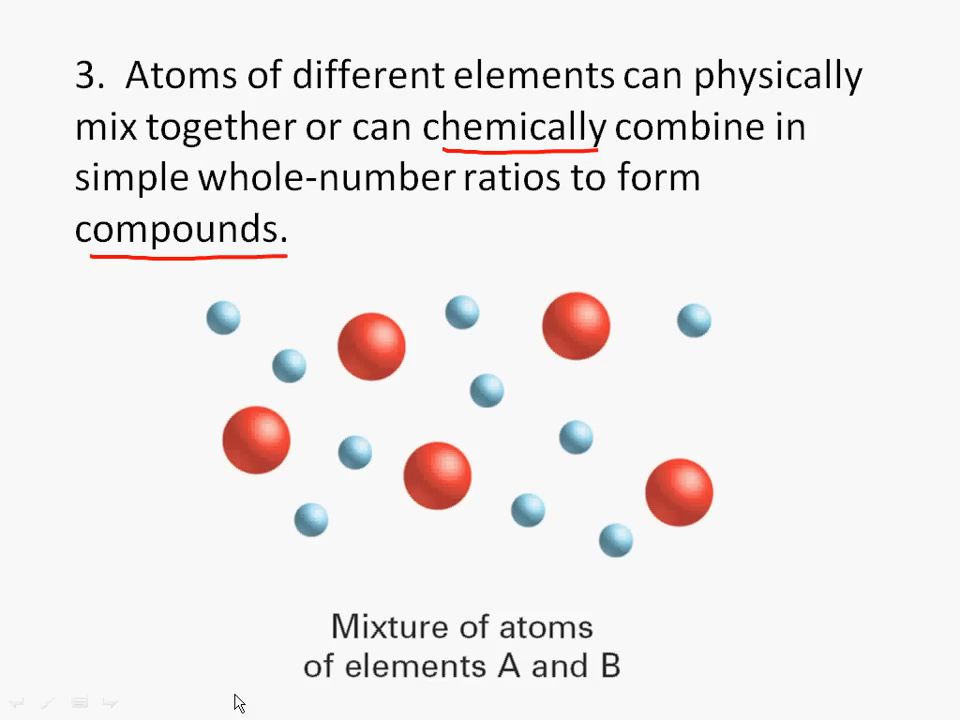 3.  Atoms of different elements can physically
mix together or can chemically combine in
simple whole-number ratios to form
compounds.
Mixture of atoms
of elements A and B